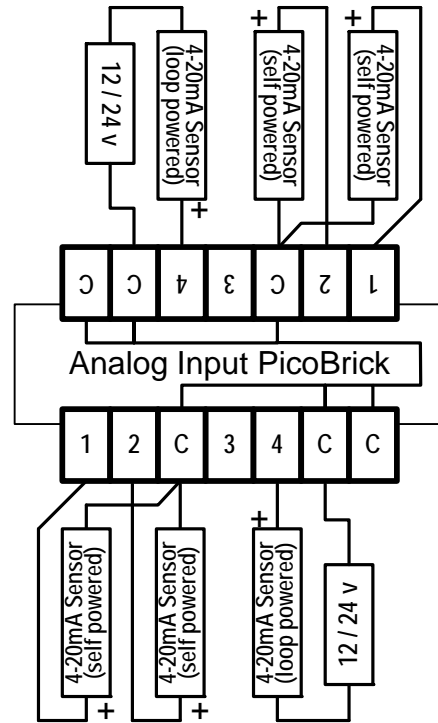 +
+
12 / 24 v
4-20mA Sensor
(loop powered)
4-20mA Sensor
(self powered)
4-20mA Sensor
(self powered)
+
C
C
4
3
C
2
1
Analog Input PicoBrick
1
2
C
3
4
C
C
+
4-20mA Sensor
(self powered)
4-20mA Sensor
(self powered)
4-20mA Sensor
(loop powered)
12 / 24 v
+
+